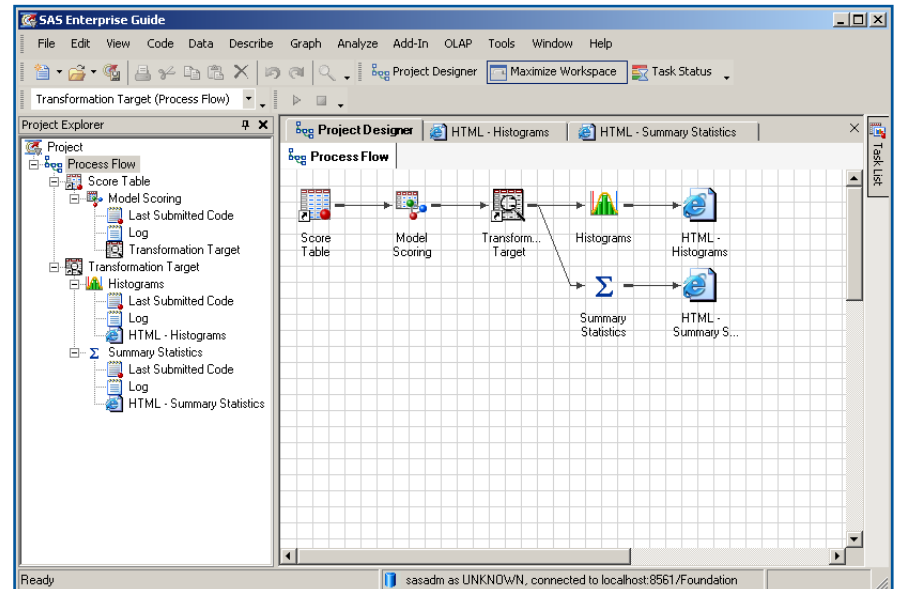 SAS Enterprise Guide
File Edit View Code Data Describe Graph Analyze Add-In OLAP Tools Window Help
Project Designer Maximize Workspace Task Status
Transformation Target (Process Flow)
Project Explorer
Project
Process Flow
Score Table
Model Scoring
Last Submitted Code
Log
Transformation Target
Transformation Target
Histograms
Last Submitted Code
Log
HTML - Histograms
Σ Summary Statistics
Last Submitted Code
Log
HTML - Summary Statistics
Project Designer HTML - Histograms HTML - Summary Statistics
Process Flow
Score
Table
Model
Scoring
Transform...
Target
Histograms
HTML -
Histograms
Σ
Summary
Statistics
HTML -
Summary S...
Task List
Ready
sasadm as UNKNOWN, connected to localhost:8561/Foundation